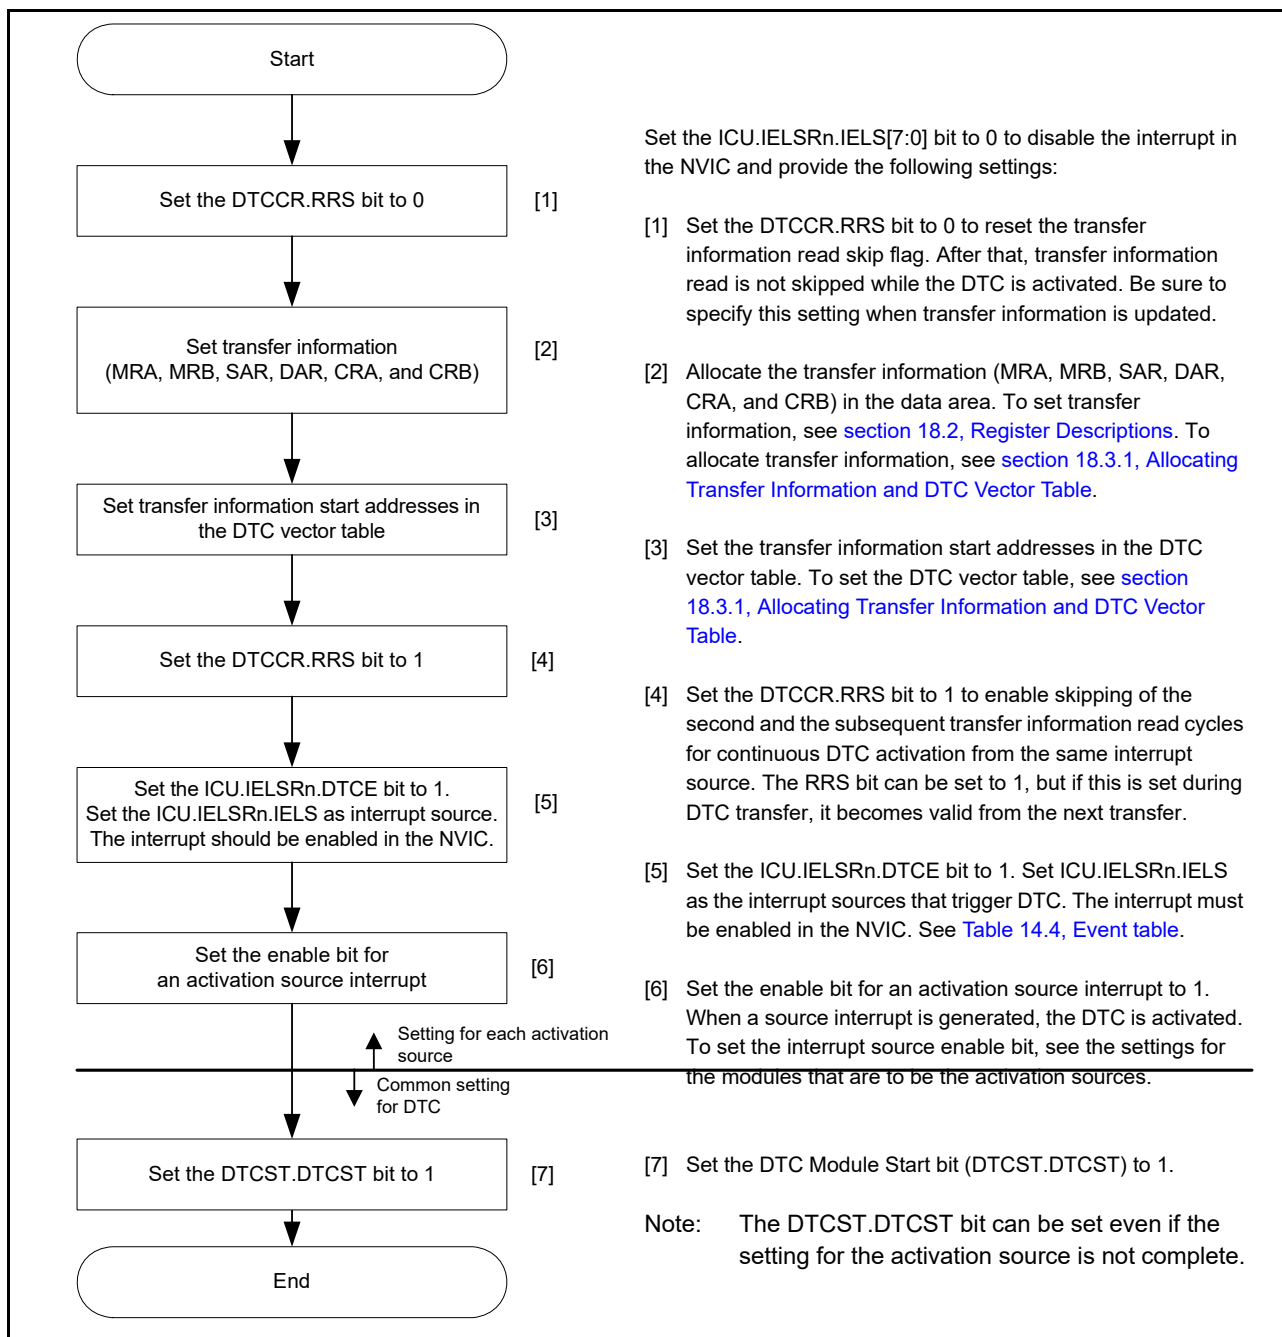 Start
Set the DTCCR.RRS bit to 0
[1]
Set transfer information
(MRA, MRB, SAR, DAR, CRA, and CRB)
[2]
Set transfer information start addresses in
the DTC vector table
[3]
Set the DTCCR.RRS bit to 1
[4]
Set the ICU.IELSRn.DTCE bit to 1.
Set the ICU.IELSRn.IELS as interrupt source.
The interrupt should be enabled in the NVIC.
[5]
Set the enable bit for
an activation source interrupt
[6]
Setting for each activation
source
Common setting
for DTC
Set the DTCST.DTCST bit to 1
[7]
End
Set the ICU.IELSRn.IELS[7:0] bit to 0 to disable the interrupt in
the NVIC and provide the following settings:
[1] Set the DTCCR.RRS bit to 0 to reset the transfer
information read skip flag. After that, transfer information
read is not skipped while the DTC is activated. Be sure to
specify this setting when transfer information is updated.
[2] Allocate the transfer information (MRA, MRB, SAR, DAR,
CRA, and CRB) in the data area. To set transfer
information, see section 18.2, Register Descriptions. To
allocate transfer information, see section 18.3.1, Allocating
Transfer Information and DTC Vector Table.
[3] Set the transfer information start addresses in the DTC
vector table. To set the DTC vector table, see section
18.3.1, Allocating Transfer Information and DTC Vector
Table.
[4] Set the DTCCR.RRS bit to 1 to enable skipping of the
second and the subsequent transfer information read cycles
for continuous DTC activation from the same interrupt
source. The RRS bit can be set to 1, but if this is set during
DTC transfer, it becomes valid from the next transfer.
[5] Set the ICU.IELSRn.DTCE bit to 1. Set ICU.IELSRn.IELS
as the interrupt sources that trigger DTC. The interrupt must
be enabled in the NVIC. See Table 14.4, Event table.
[6] Set the enable bit for an activation source interrupt to 1.
When a source interrupt is generated, the DTC is activated.
To set the interrupt source enable bit, see the settings for
the modules that are to be the activation sources.
[7] Set the DTC Module Start bit (DTCST.DTCST) to 1.
Note: The DTCST.DTCST bit can be set even if the
setting for the activation source is not complete.